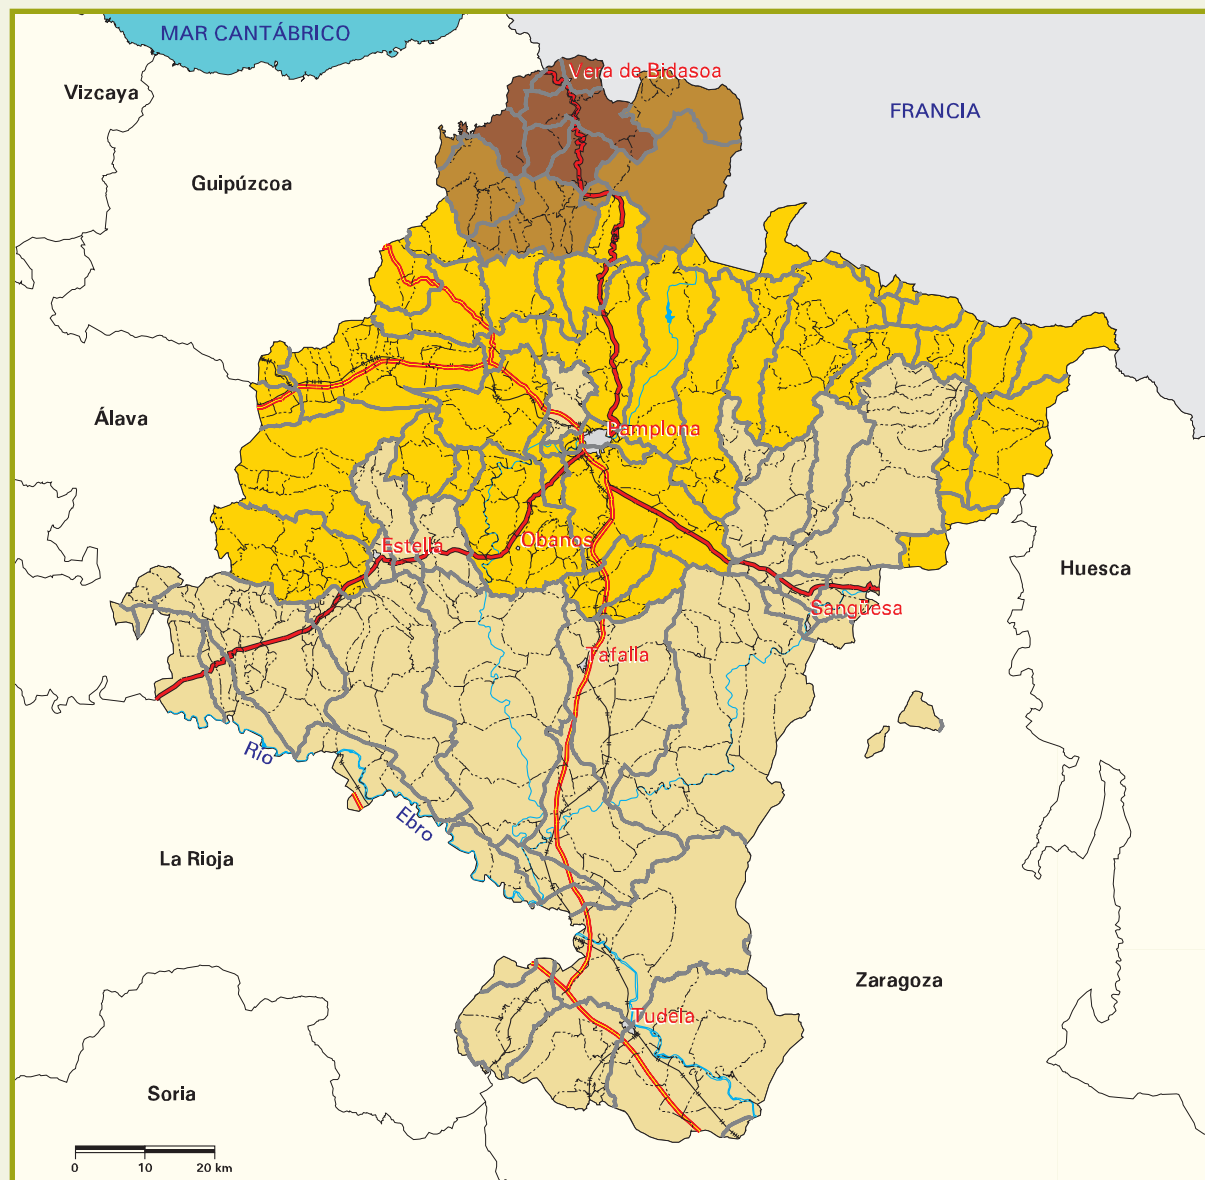 MAR CANTÁBRICO
Vera de Bidasoa
Vizcaya
FRANCIA
Guipúzcoa
Álava
Pamplona
Obanos
Estella
Huesca
Sangüesa
Tafalla
Río
Ebro
La Rioja
Zaragoza
Tudela
Soria
0 10 20 km